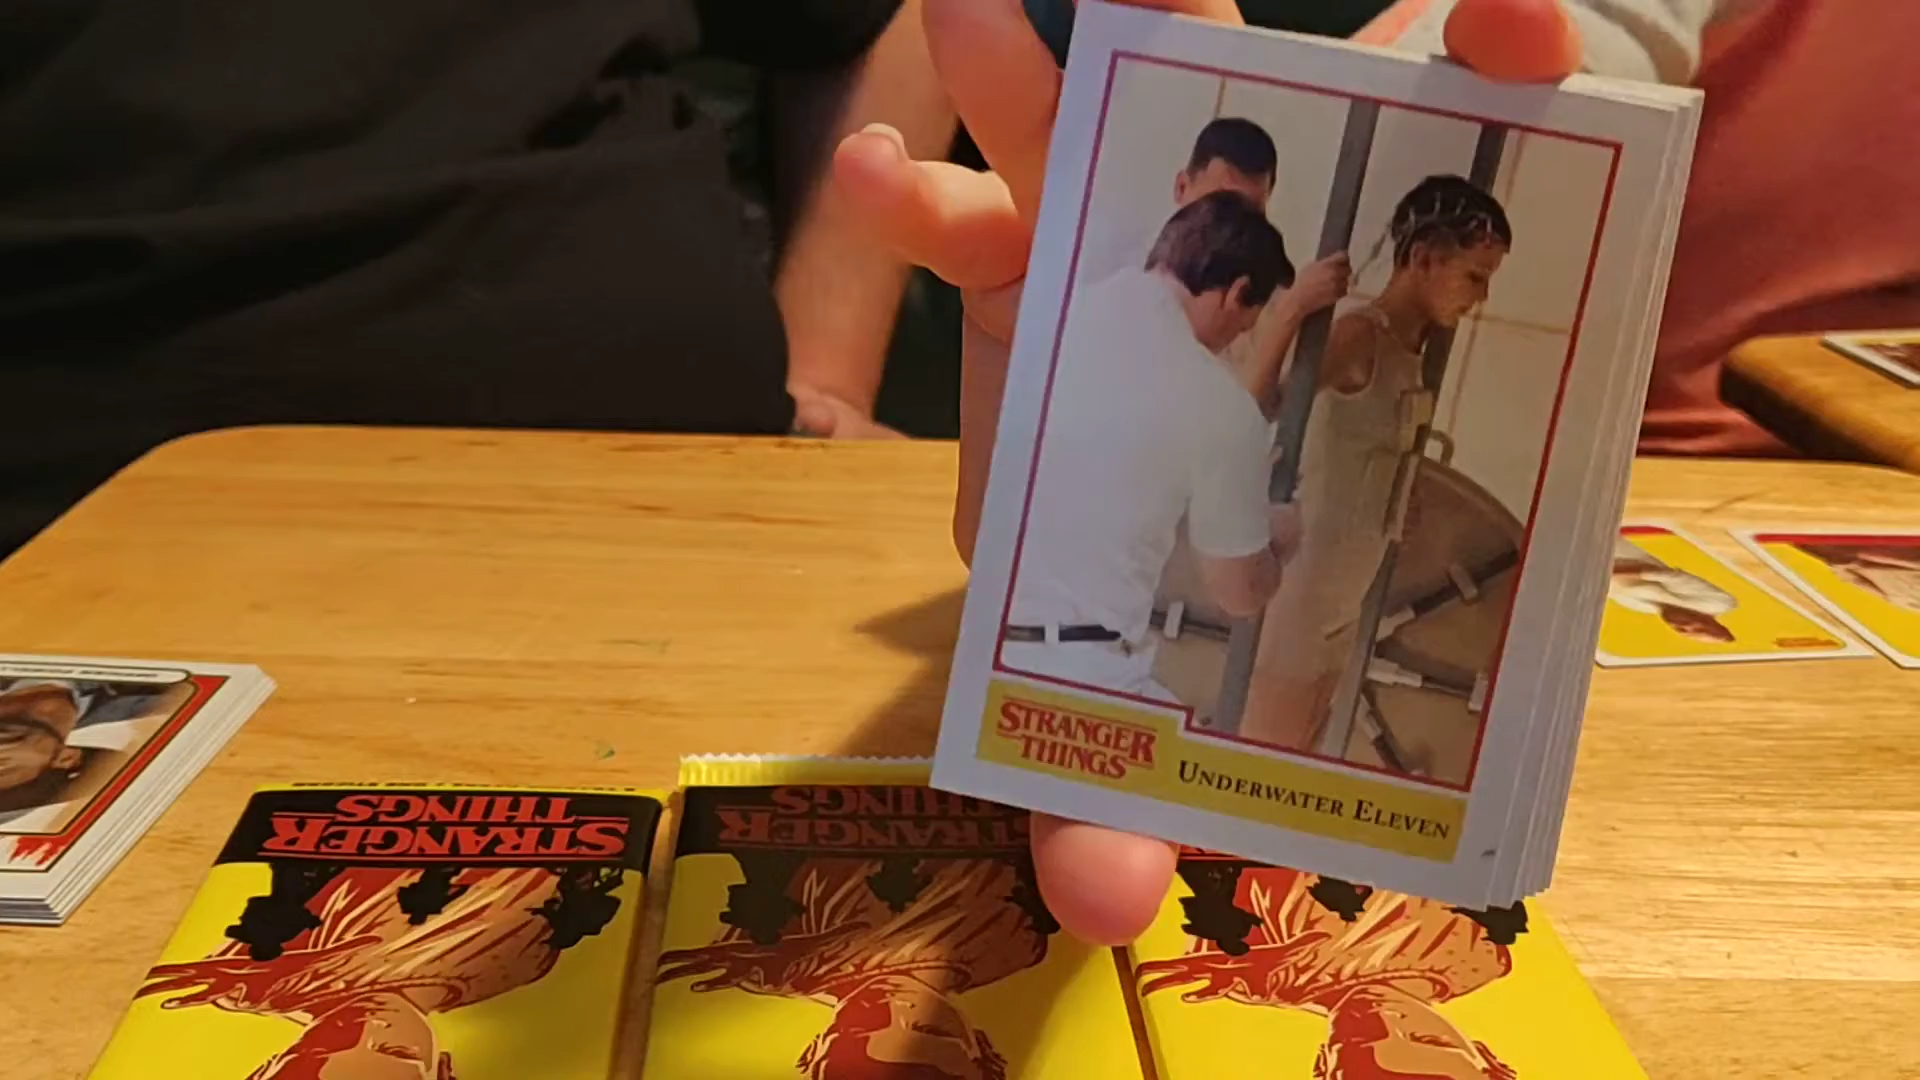 STRANGER
THINGS
UNDERWATER ELEVEN
STRANGER
THINGS
STRANGER
THINGS